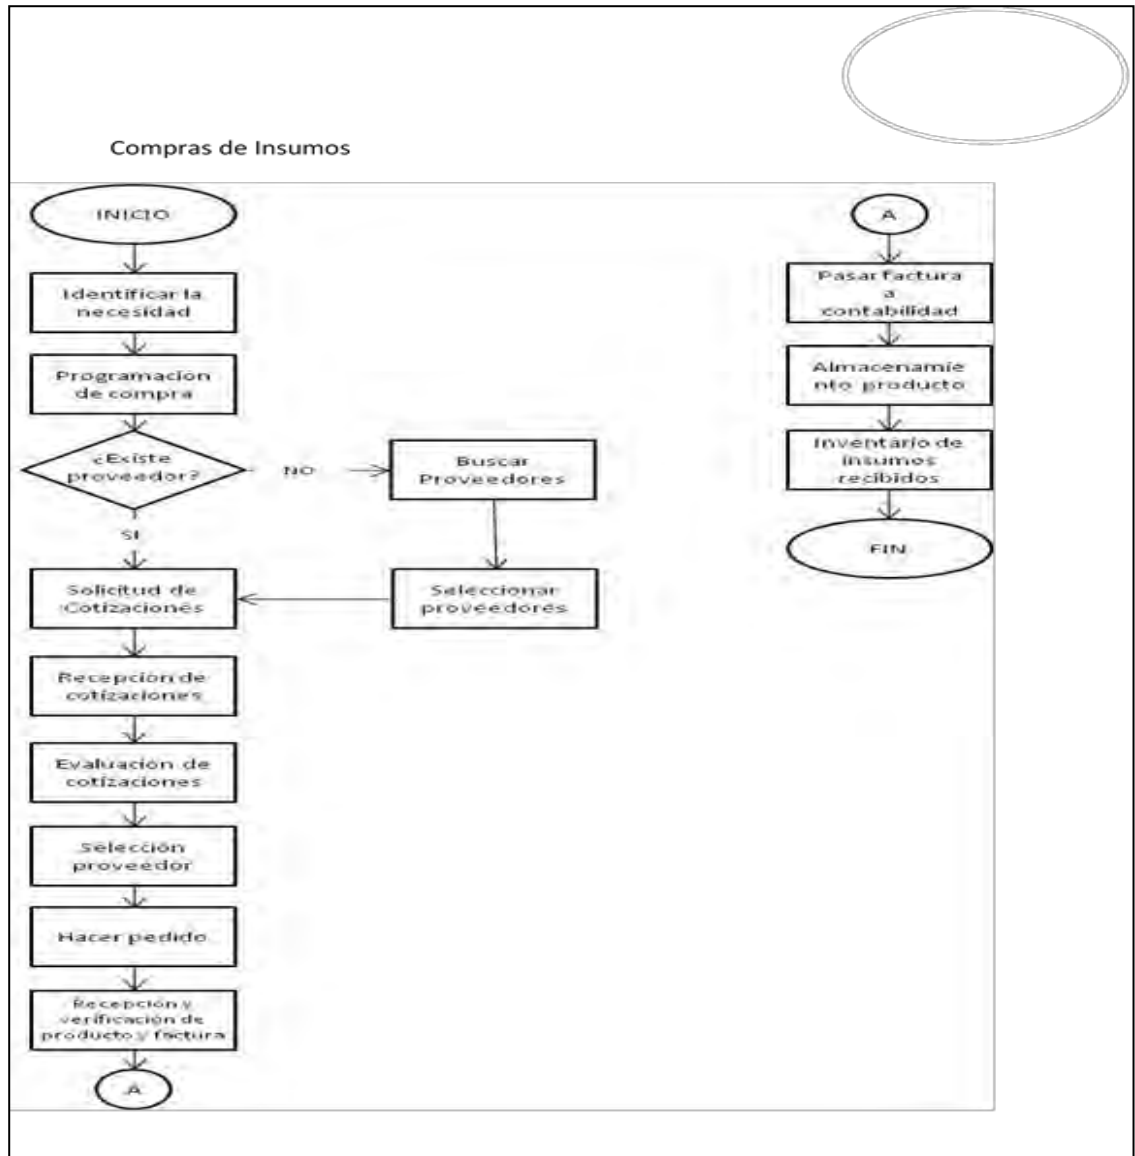 Compras de Insumos
INICIO
Identificar la
necesidad
Programación
de compra
¿Existe
proveedor?
NO
Buscar
Proveedores
SI
Solicitud de
Cotizaciones
Seleccionar
proveedores
Recepción de
cotizaciones
Evaluación de
cotizaciones
Selección
proveedor
Hacer pedido
Recepción y
verificación de
producto y factura
A
A
Pasar factura
a
contabilidad
Almacenamie
nto producto
Inventario de
insumos
recibidos
FIN